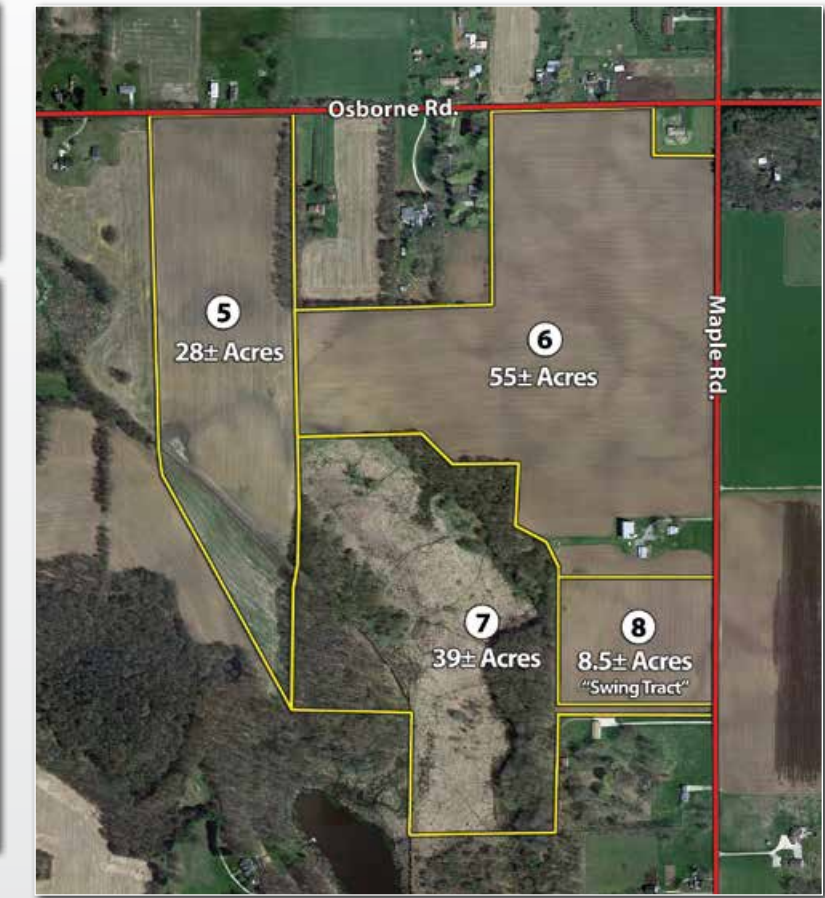 Osborne Rd.
5
28± Acres
6
55± Acres
Maple Rd.
7
39± Acres
8
8.5± Acres
"Swing Tract"